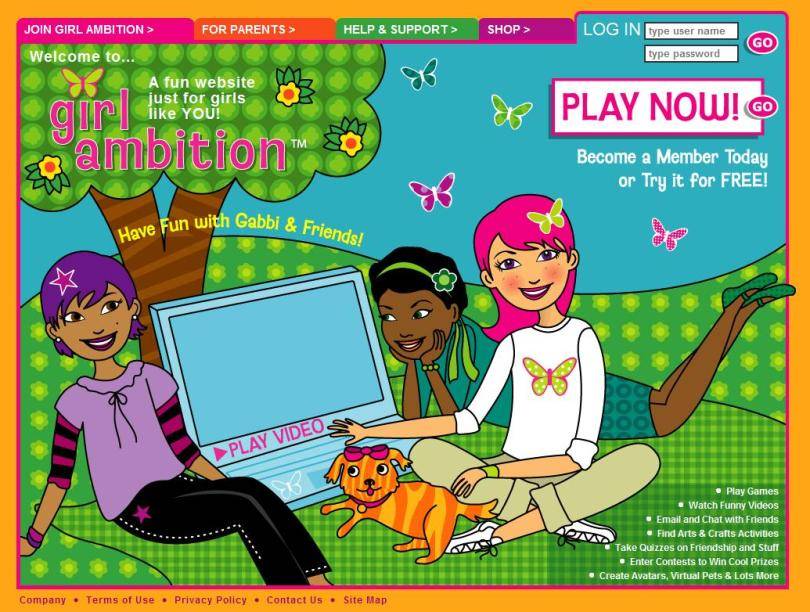 JOIN GIRL AMBITION >
FOR PARENTS >
HELP & SUPPORT >
SHOP >
LOG IN
type user name
type password
GO
Welcome to...
A fun website
just for girls
like YOU!
girl
ambition™
PLAY NOW!
GO
Become a Member Today
or Try it for FREE!
Have Fun with Gabbi & Friends!
PLAY VIDEO
Play Games
Watch Funny Videos
Email and Chat with Friends
Find Arts & Crafts Activities
Take Quizzes on Friendship and Stuff
Enter Contests to Win Cool Prizes
Create Avatars, Virtual Pets & Lots More
Company • Terms of Use • Privacy Policy • Contact Us • Site Map